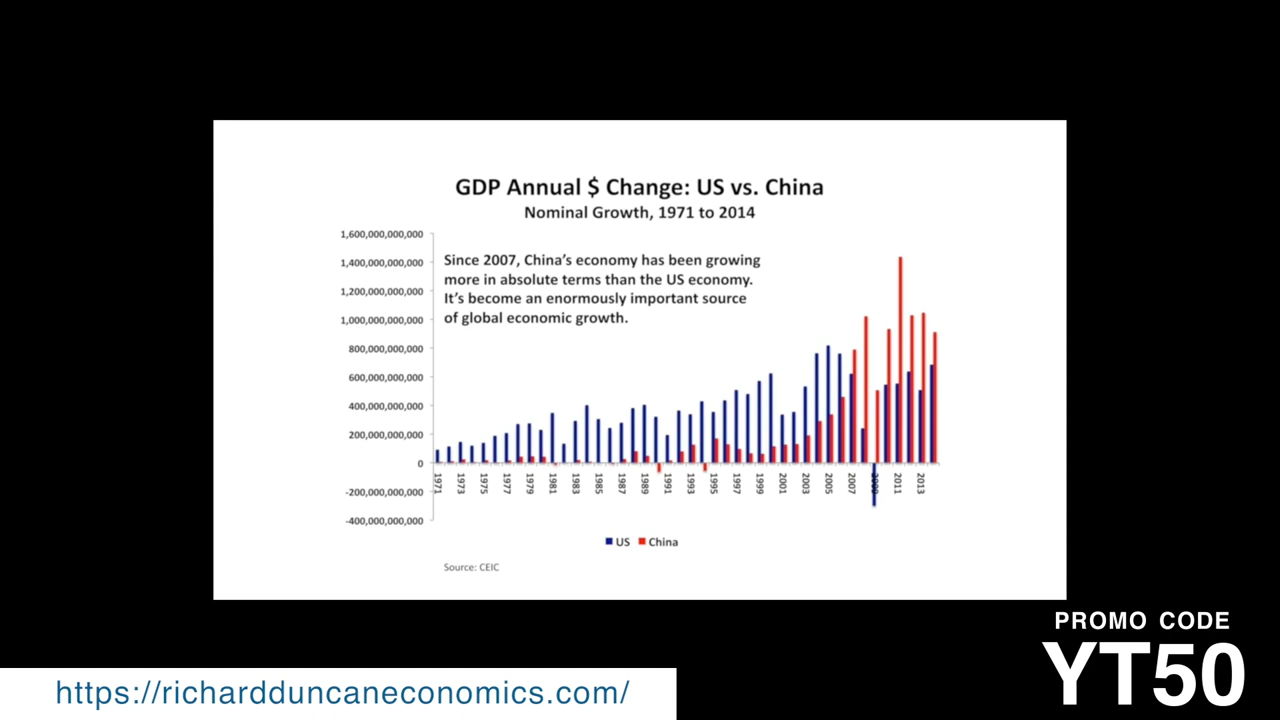 GDP Annual $ Change: US vs. China
Nominal Growth, 1971 to 2014
1,600,000,000,000
1,400,000,000,000
1,200,000,000,000
1,000,000,000,000
800,000,000,000
600,000,000,000
400,000,000,000
200,000,000,000
0
-200,000,000,000
-400,000,000,000
Since 2007, China's economy has been growing
more in absolute terms than the US economy.
It's become an enormously important source
of global economic growth.
1971
1973
1975
1977
1979
1981
1983
1985
1987
1989
1991
1993
1995
1997
1999
2001
2003
2005
2007
2011
2013
US China
Source: CEIC
PROMO CODE
YT50
https://richardduncaneconomics.com/